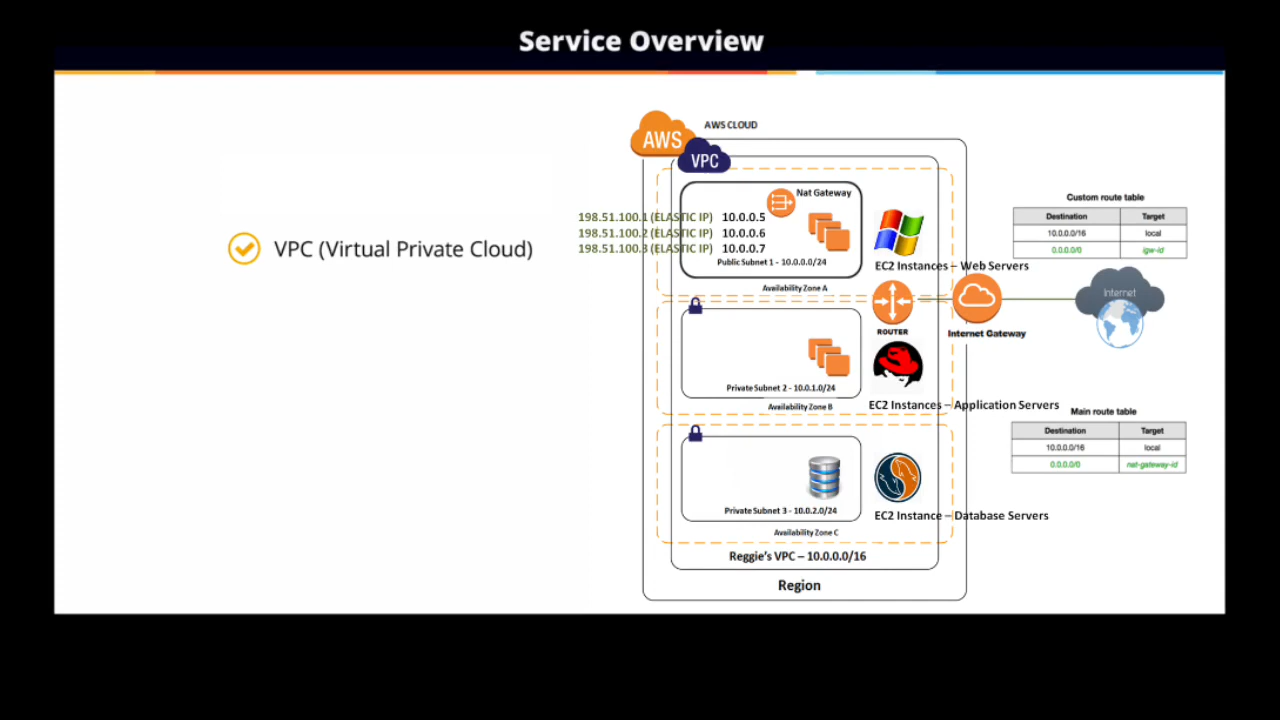 Service Overview
VPC (Virtual Private Cloud)
AWS CLOUD
AWS
VPC
Nat Gateway
198.51.100.1 (ELASTIC IP) 10.0.0.5
198.51.100.2 (ELASTIC IP) 10.0.0.6
198.51.100.3 (ELASTIC IP) 10.0.0.7
Public Subnet 1 - 10.0.0.0/24
EC2 Instances – Web Servers
Availability Zone A
ROUTER
Internet Gateway
Internet
Custom route table
Destination Target
10.0.0.0/16 local
0.0.0.0/0 igw-id
Private Subnet 2 - 10.0.1.0/24
Availability Zone B
EC2 Instances – Application Servers
Main route table
Destination Target
10.0.0.0/16 local
0.0.0.0/0 nat-gateway-id
Private Subnet 3 - 10.0.2.0/24
EC2 Instance – Database Servers
Availability Zone C
Reggie's VPC – 10.0.0.0/16
Region